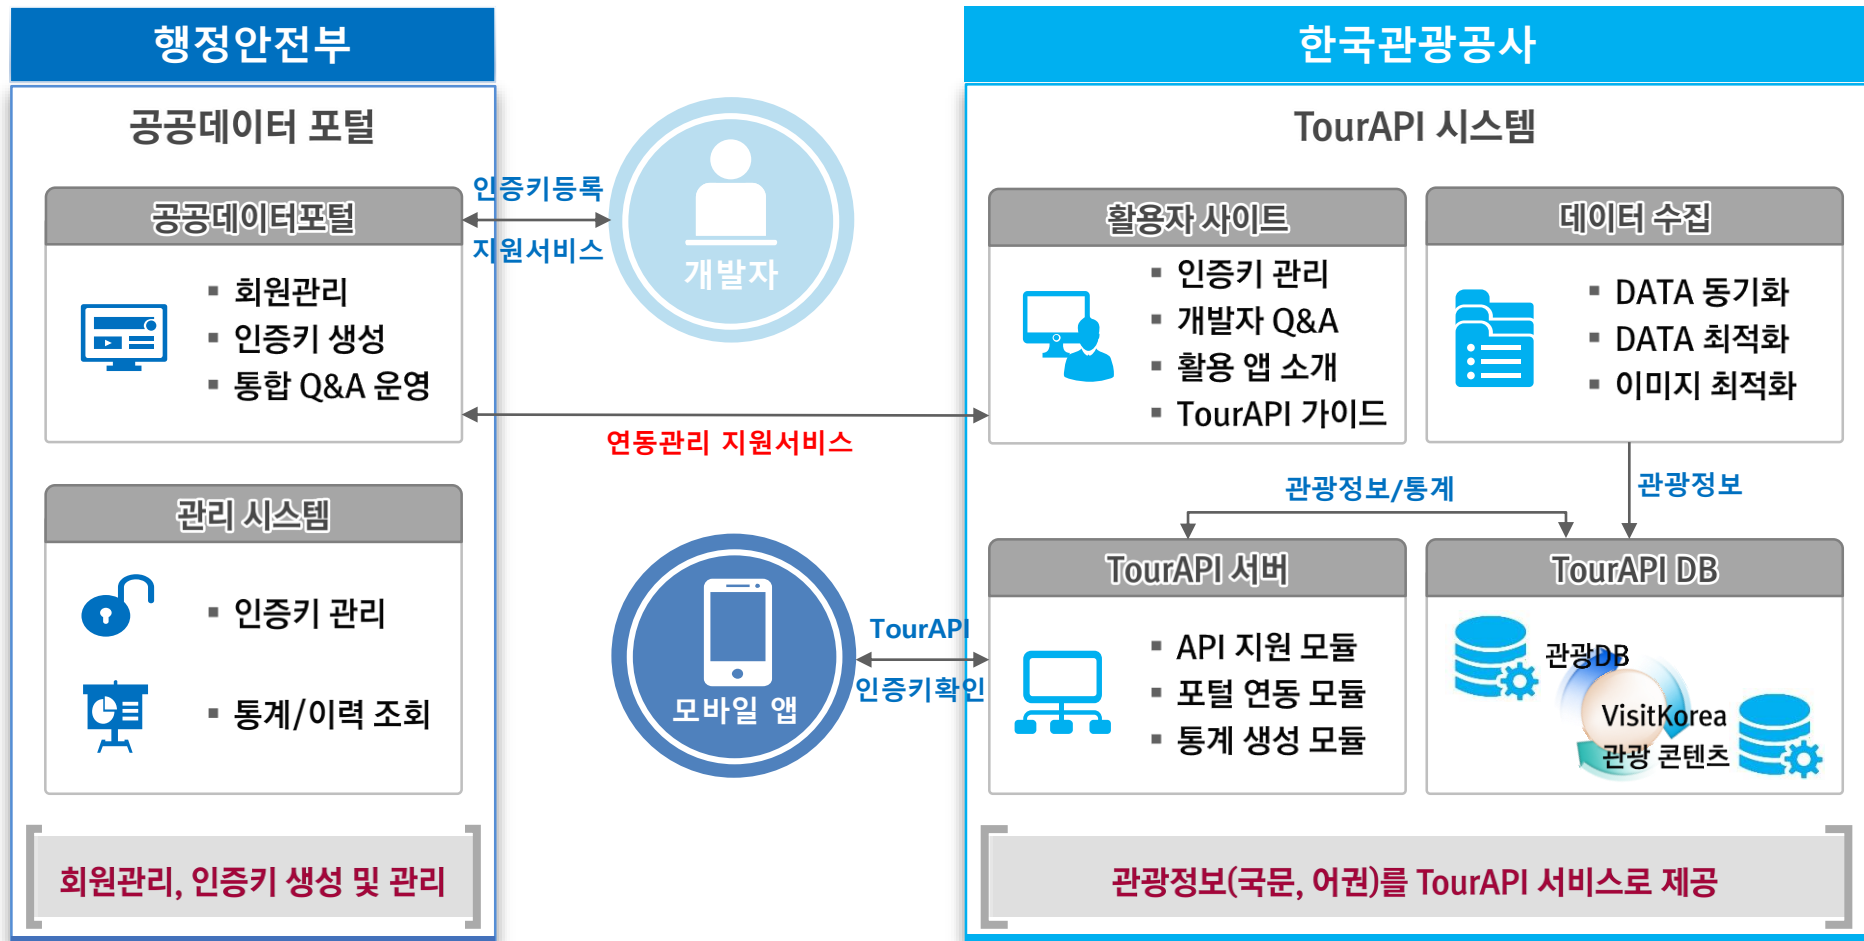 행정안전부
공공데이터 포털
공공데이터포털
▪ 회원관리
▪ 인증키 생성
▪ 통합 Q&A 운영
관리 시스템
▪ 인증키 관리
▪ 통계/이력 조회
회원관리, 인증키 생성 및 관리
인증키등록
지원서비스
개발자
연동관리 지원서비스
모바일 앱
TourAPI
인증키확인
한국관광공사
TourAPI 시스템
활용자 사이트
▪ 인증키 관리
▪ 개발자 Q&A
▪ 활용 앱 소개
▪ TourAPI 가이드
데이터 수집
▪ DATA 동기화
▪ DATA 최적화
▪ 이미지 최적화
관광정보/통계
관광정보
TourAPI 서버
▪ API 지원 모듈
▪ 포털 연동 모듈
▪ 통계 생성 모듈
TourAPI DB
관광DB
VisitKorea
관광 콘텐츠
관광정보(국문, 어권)를 TourAPI 서비스로 제공